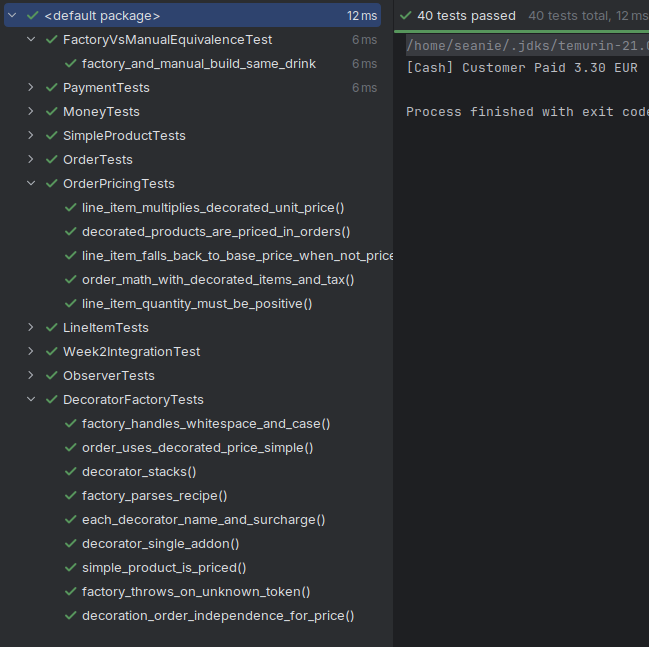 <default package> 12 ms
FactoryVsManualEquivalenceTest 6 ms
factory_and_manual_build_same_drink 6 ms
PaymentTests 6 ms
MoneyTests
SimpleProductTests
OrderTests
OrderPricingTests
line_item_multiplies_decorated_unit_price()
decorated_products_are_priced_in_orders()
line_item_falls_back_to_base_price_when_not_price
order_math_with_decorated_items_and_tax()
line_item_quantity_must_be_positive()
LineItemTests
Week2IntegrationTest
ObserverTests
DecoratorFactoryTests
factory_handles_whitespace_and_case()
order_uses_decorated_price_simple()
decorator_stacks()
factory_parses_recipe()
each_decorator_name_and_surcharge()
decorator_single_addon()
simple_product_is_priced()
factory_throws_on_unknown_token()
decoration_order_independence_for_price()
40 tests passed 40 tests total, 12 ms
/home/seanie/.jdks/temurin-21.0
[Cash] Customer Paid 3.30 EUR
Process finished with exit code